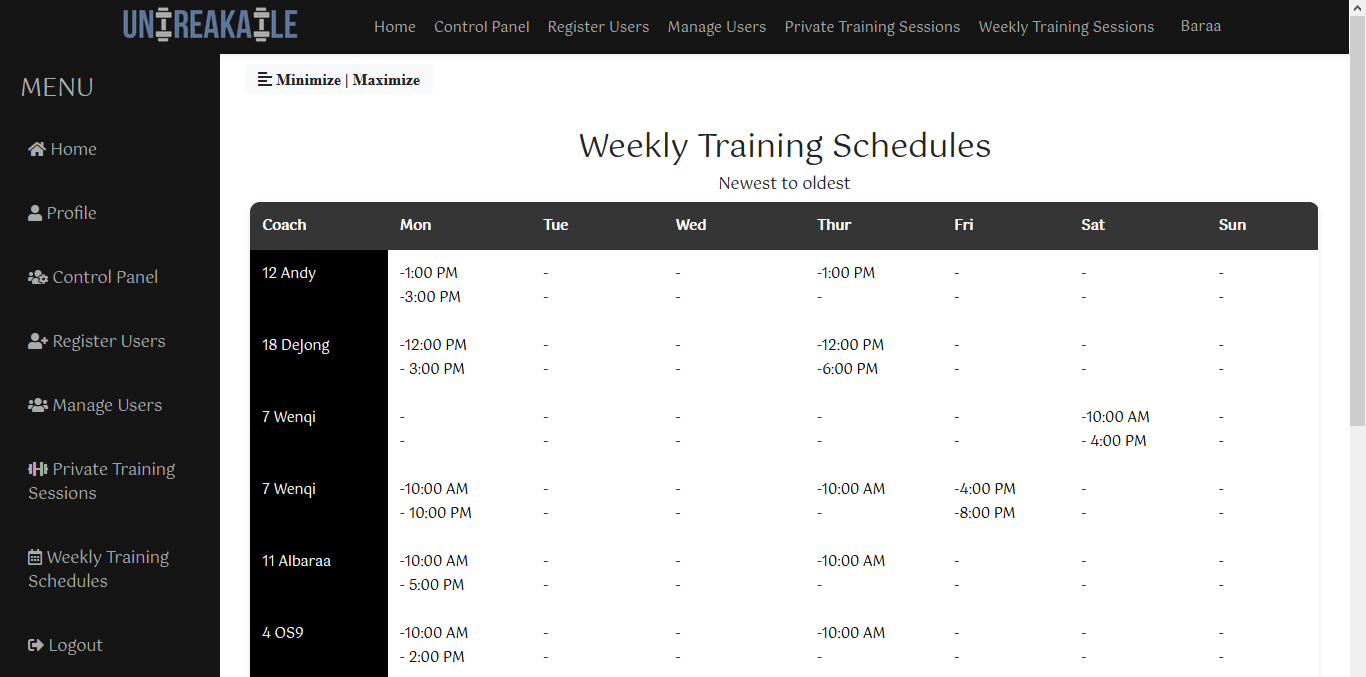 UNBREAKABLE
Home Control Panel Register Users Manage Users Private Training Sessions Weekly Training Sessions Baraa
MENU
Home
Profile
Control Panel
Register Users
Manage Users
Private Training
Sessions
Weekly Training
Schedules
Logout
Minimize | Maximize
Weekly Training Schedules
Newest to oldest
Coach Mon Tue Wed Thur Fri Sat Sun
12 Andy -1:00 PM - - -1:00 PM - - -
-3:00 PM - - - - - -
18 DeJong -12:00 PM - - -12:00 PM - - -
- 3:00 PM - - -6:00 PM - - -
7 Wenqi - - - - - -10:00 AM -
- - - - - - 4:00 PM -
7 Wenqi -10:00 AM - - -10:00 AM -4:00 PM - -
- 10:00 PM - - - -8:00 PM - -
11 Albaraa -10:00 AM - - -10:00 AM - - -
- 5:00 PM - - - - - -
4 OS9 -10:00 AM - - -10:00 AM - - -
- 2:00 PM - - - - - -